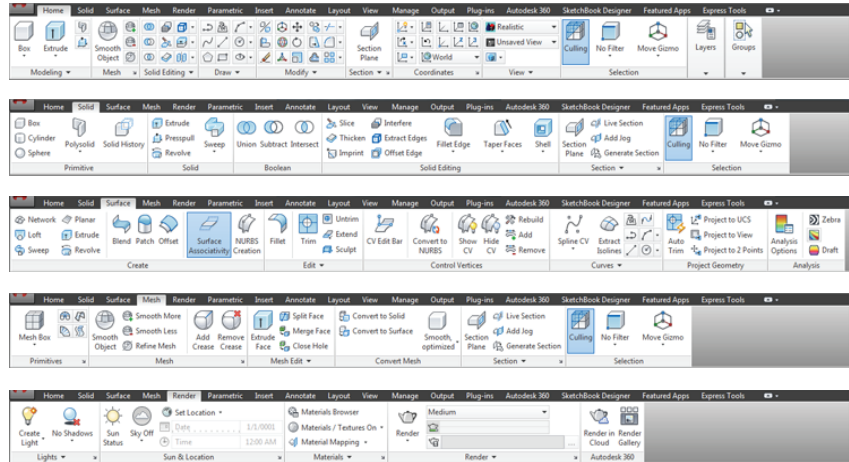 Home Solid Surface Mesh Render Parametric Insert Annotate Layout View Manage Output Plug-ins Autodesk 360 SketchBook Designer Featured Apps Express Tools
Realistic
Unsaved View
World
Box Extrude Smooth Object Section Plane Culling No Filter Move Gizmo Layers Groups
Modeling Mesh Solid Editing Draw Modify Section Coordinates View Selection
Home Solid Surface Mesh Render Parametric Insert Annotate Layout View Manage Output Plug-ins Autodesk 360 SketchBook Designer Featured Apps Express Tools
Box Extrude Slice Interfere Live Section
Cylinder Polysolid Solid History Presspull Sweep Union Subtract Intersect Thicken Extract Edges Fillet Edge Taper Faces Shell Section Plane Add Jog Culling No Filter Move Gizmo
Sphere Revolve Imprint Offset Edge Generate Section
Primitive Solid Boolean Solid Editing Section Selection
Home Solid Surface Mesh Render Parametric Insert Annotate Layout View Manage Output Plug-ins Autodesk 360 SketchBook Designer Featured Apps Express Tools
Network Planar Untrim Rebuild Project to UCS Zebra
Loft Extrude Blend Patch Offset Surface Associativity NURBS Creation Fillet Trim Extend CV Edit Bar Convert to NURBS Show CV Hide CV Add Spline CV Extract Isolines Auto Trim Project to View Analysis Options
Sweep Revolve Sculpt Remove Project to 2 Points Draft
Create Edit Control Vertices Curves Project Geometry Analysis
Home Solid Surface Mesh Render Parametric Insert Annotate Layout View Manage Output Plug-ins Autodesk 360 SketchBook Designer Featured Apps Express Tools
Smooth More Split Face Convert to Solid Live Section
Mesh Box Smooth Object Smooth Less Add Crease Remove Crease Extrude Face Merge Face Convert to Surface Smooth, optimized Section Plane Add Jog Culling No Filter Move Gizmo
Refine Mesh Close Hole Generate Section
Primitives Mesh Mesh Edit Convert Mesh Section Selection
Home Solid Surface Mesh Render Parametric Insert Annotate Layout View Manage Output Plug-ins Autodesk 360 SketchBook Designer Featured Apps Express Tools
Set Location Materials Browser Medium
Create Light No Shadows Sun Status Sky Off Date 1/1/0001 Materials / Textures On Render Render in Cloud Render Gallery
Time 12:00 AM Material Mapping
Lights Sun & Location Materials Render Autodesk 360